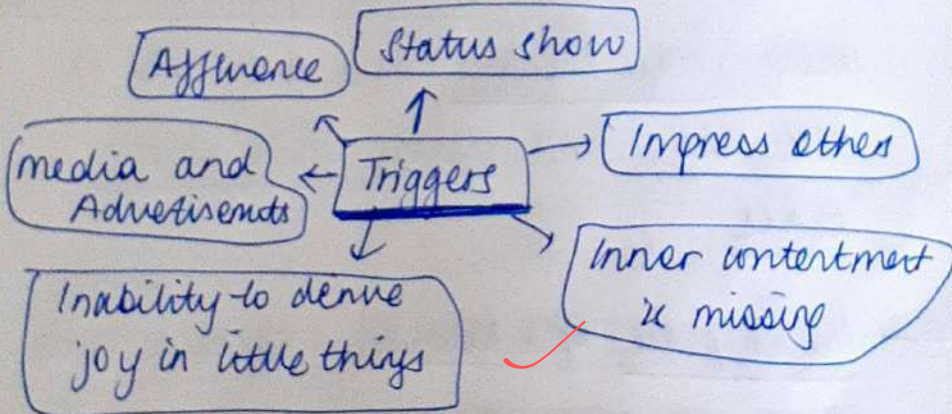 Affluence
Status show
media and
Advertisents
Triggers
Impress others
Inability to derive
joy in little things
Inner contentment
is missing